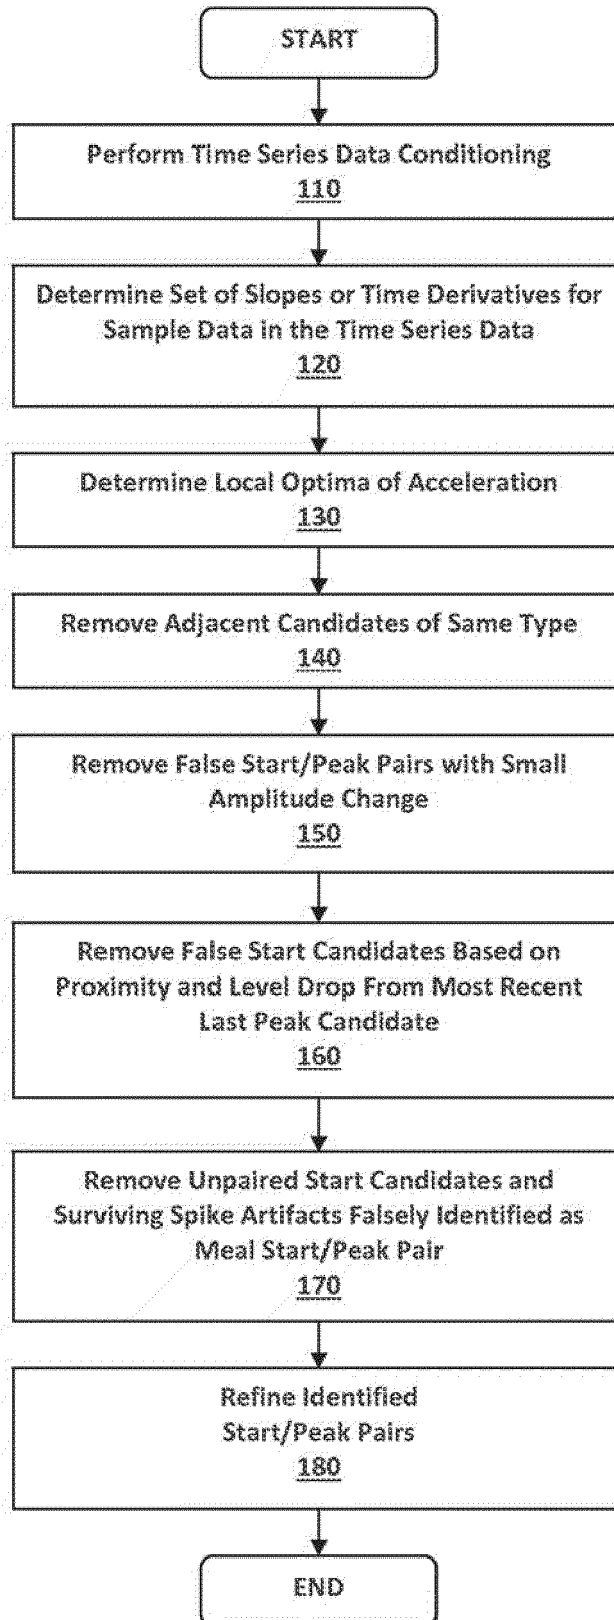 START
Perform Time Series Data Conditioning
110
Determine Set of Slopes or Time Derivatives for
Sample Data in the Time Series Data
120
Determine Local Optima of Acceleration
130
Remove Adjacent Candidates of Same Type
140
Remove False Start/Peak Pairs with Small
Amplitude Change
150
Remove False Start Candidates Based on
Proximity and Level Drop From Most Recent
Last Peak Candidate
160
Remove Unpaired Start Candidates and
Surviving Spike Artifacts Falsely Identified as
Meal Start/Peak Pair
170
Refine Identified
Start/Peak Pairs
180
END